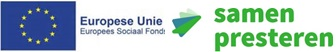 Europese Unie
Europees Sociaal Fonds
samen
presteren